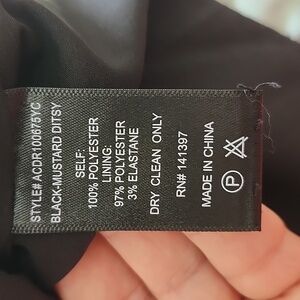 STYLE# ACDR100675YC
BLACK-MUSTARD DITSY
SELF:
100% POLYESTER
LINING:
97% POLYESTER
3% ELASTANE
DRY CLEAN ONLY
RN# 141397
MADE IN CHINA
P